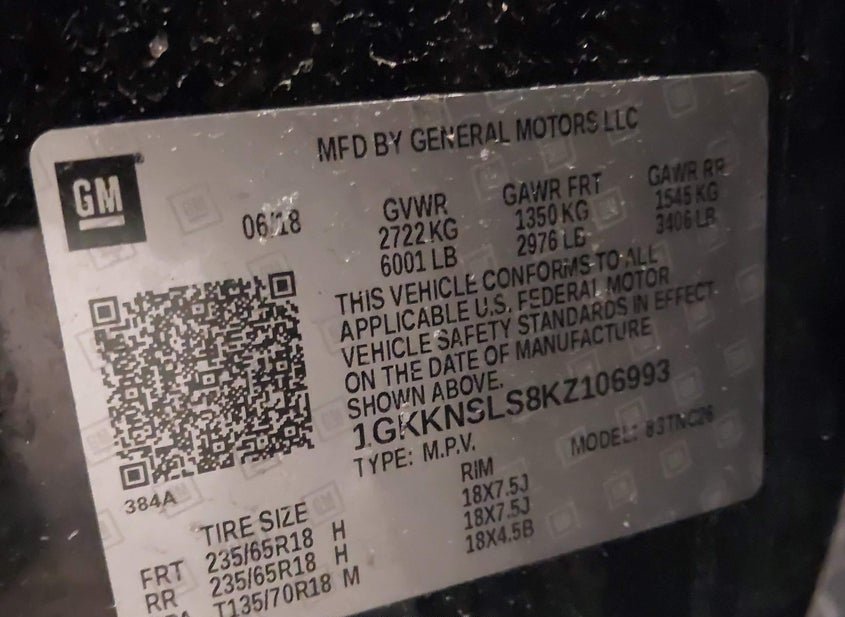 MFD BY GENERAL MOTORS LLC
GM
06/18
GVWR GAWR FRT GAWR RR
2722 KG 1350 KG 1545 KG
6001 LB 2976 LB 3406 LB
THIS VEHICLE CONFORMS TO ALL
APPLICABLE U.S. FEDERAL MOTOR
VEHICLE SAFETY STANDARDS IN EFFECT
ON THE DATE OF MANUFACTURE
SHOWN ABOVE.
1GKKNSLS8KZ106993
TYPE: M.P.V. MODEL: 83TNC26
384A
TIRE SIZE RIM
FRT 235/65R18 H 18X7.5J
RR 235/65R18 H 18X7.5J
T135/70R18 M 18X4.5B